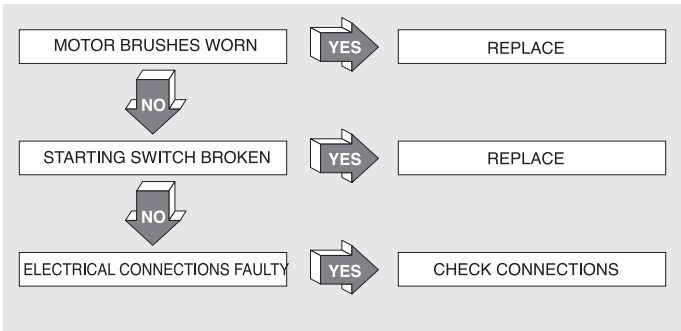 MOTOR BRUSHES WORN YES REPLACE
NO
STARTING SWITCH BROKEN YES REPLACE
NO
ELECTRICAL CONNECTIONS FAULTY YES CHECK CONNECTIONS